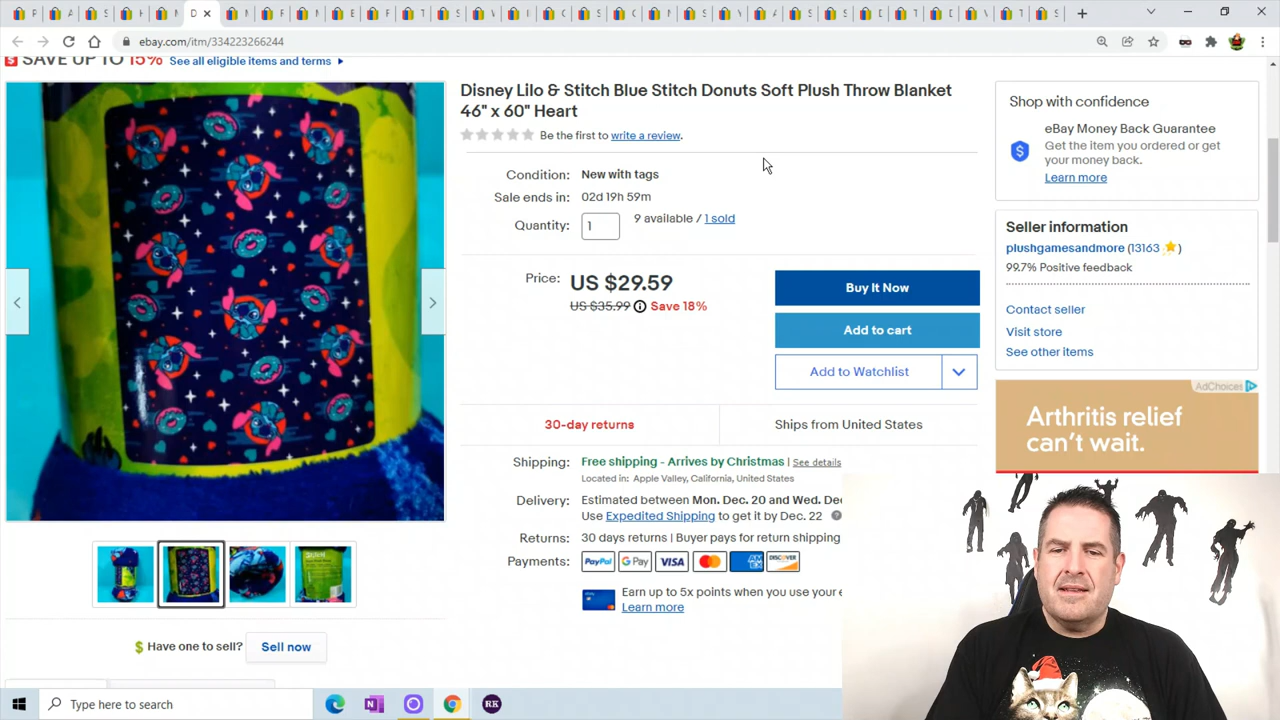 P
A
S
H
M
D
M
F
M
E
F
T
S
V
I
C
S
C
M
S
Y
A
S
S
D
T
D
V
T
S
ebay.com/itm/334223266244
SAVE UP TO 15% See all eligible items and terms
Disney Lilo & Stitch Blue Stitch Donuts Soft Plush Throw Blanket
46" x 60" Heart
Be the first to write a review.
Condition: New with tags
Sale ends in: 02d 19h 59m
Quantity: 1 9 available / 1 sold
Price: US $29.59
US $35.99 Save 18%
Buy It Now
Add to cart
Add to Watchlist
30-day returns
Ships from United States
Shipping: Free shipping - Arrives by Christmas | See details
Located in: Apple Valley, California, United States
Delivery: Estimated between Mon. Dec. 20 and Wed. De
Use Expedited Shipping to get it by Dec. 22
Returns: 30 days returns | Buyer pays for return shipping
Payments: PayPal G Pay VISA AM EX DISCOVER
Earn up to 5x points when you use your e
Learn more
Have one to sell? Sell now
Shop with confidence
eBay Money Back Guarantee
Get the item you ordered or get
your money back.
Learn more
Seller information
plushgamesandmore (13163 )
99.7% Positive feedback
Contact seller
Visit store
See other items
AdChoices
Arthritis relief
can't wait.
Type here to search
RK